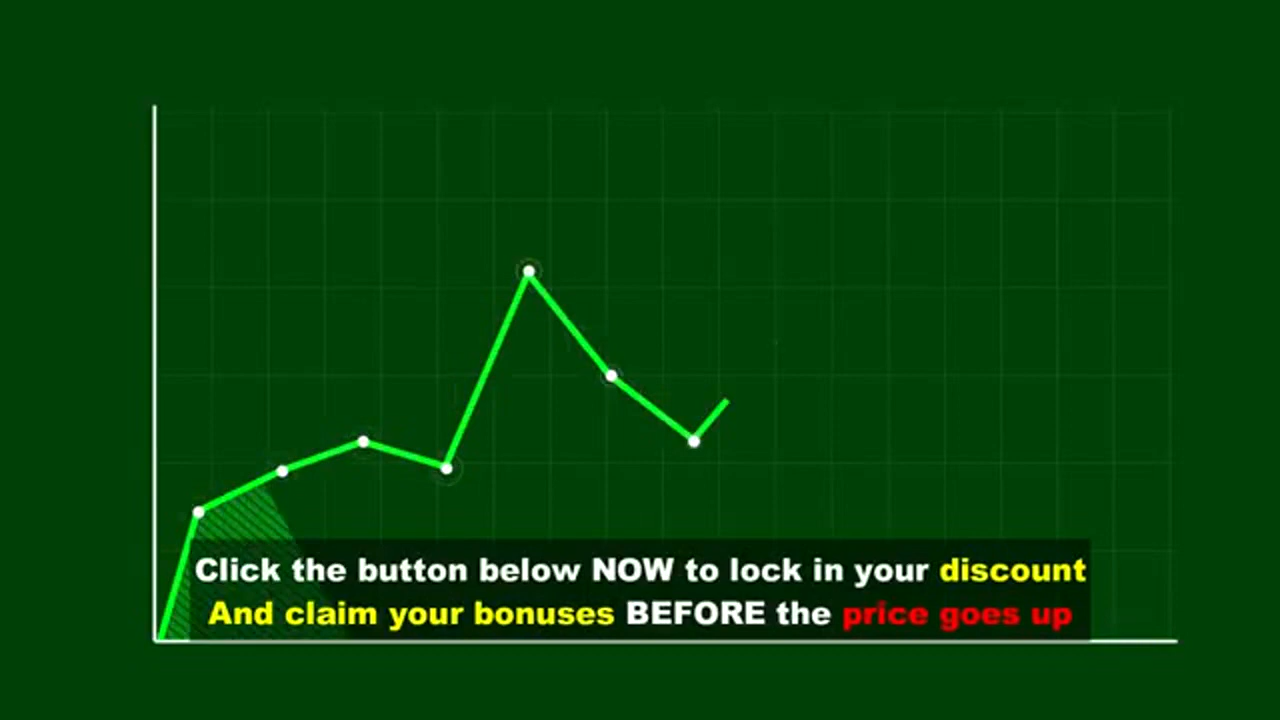 Click the button below NOW to lock in your discount
And claim your bonuses BEFORE the price goes up